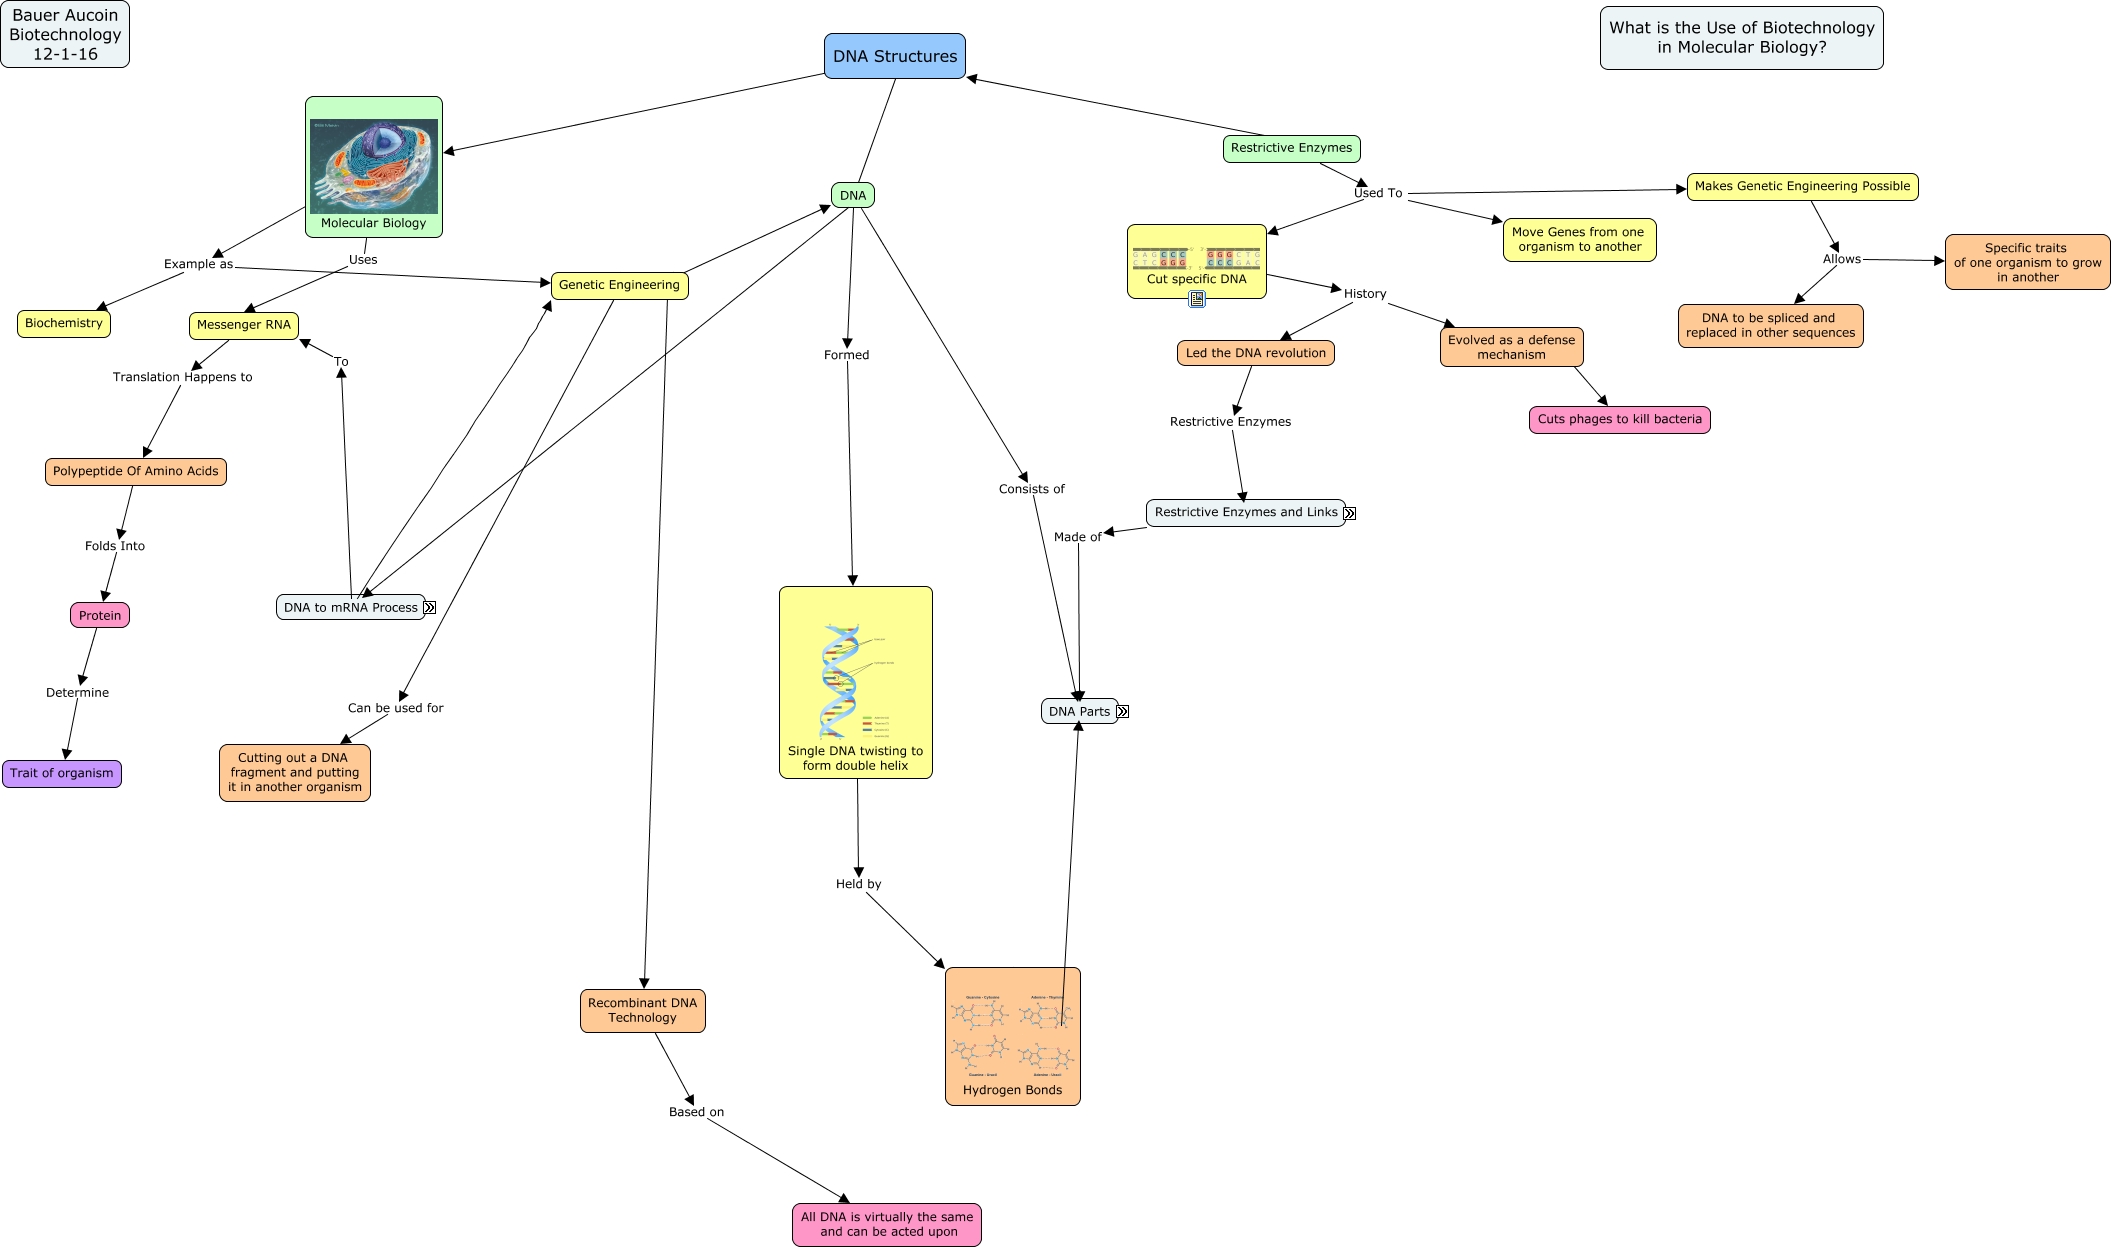 Bauer Aucoin
Biotechnology
12-1-16
What is the Use of Biotechnology
in Molecular Biology?
DNA Structures
Molecular Biology
Restrictive Enzymes
DNA
Used To
Makes Genetic Engineering Possible
Move Genes from one
organism to another
Specific traits
of one organism to grow
in another
Allows
DNA to be spliced and
replaced in other sequences
G A G C C C G G G C T G
C T C G G G C C C G A C
Cut specific DNA
History
Led the DNA revolution
Evolved as a defense
mechanism
Cuts phages to kill bacteria
Restrictive Enzymes
Restrictive Enzymes and Links
Made of
Example as
Uses
Genetic Engineering
Biochemistry
Messenger RNA
To
Translation Happens to
Polypeptide Of Amino Acids
Folds Into
Protein
Determine
Trait of organism
DNA to mRNA Process
Can be used for
Cutting out a DNA
fragment and putting
it in another organism
Formed
Consists of
DNA Parts
Single DNA twisting to
form double helix
Held by
Guanine - Cytosine
Adenine - Thymine
Guanine - Uracil
Adenine - Uracil
Hydrogen Bonds
Recombinant DNA
Technology
Based on
All DNA is virtually the same
and can be acted upon